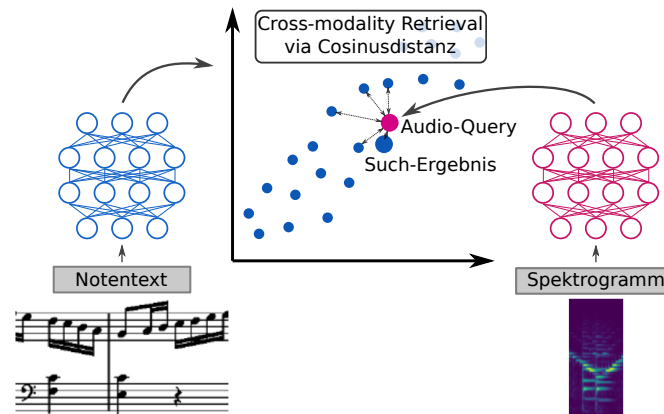 Cross-modality Retrieval
via Cosinusdistanz
Audio-Query
Such-Ergebnis
Notentext
Spektrogramm